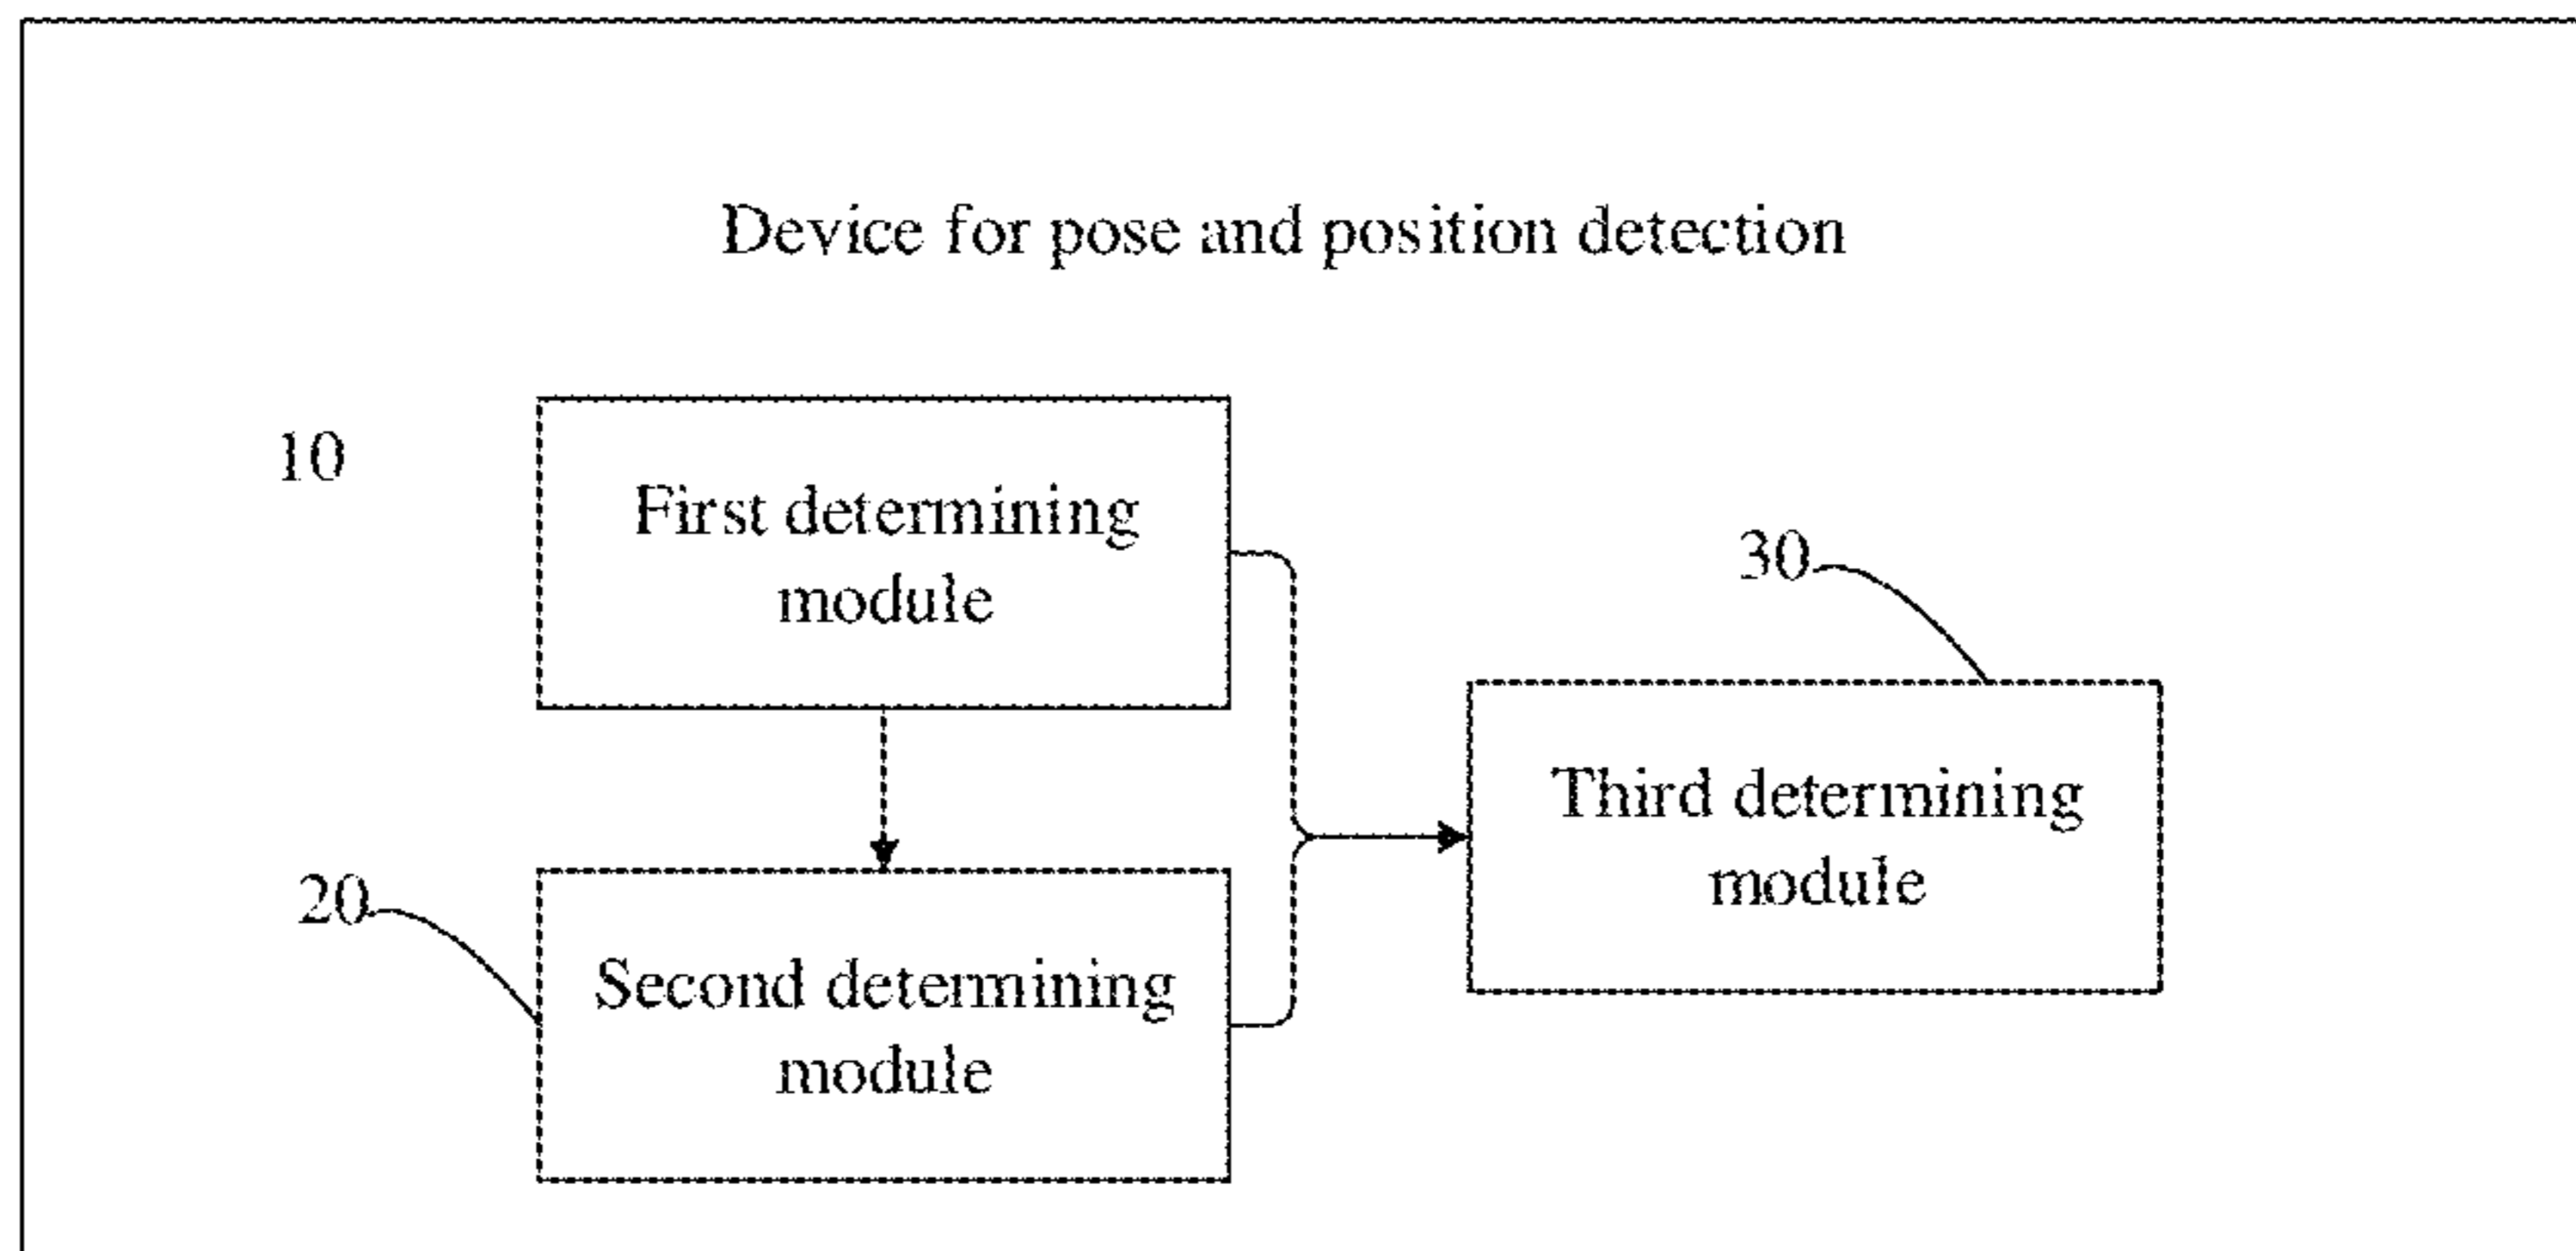 Device for pose and position detection
10
First determining
module
30
Third determining
module
20
Second determining
module